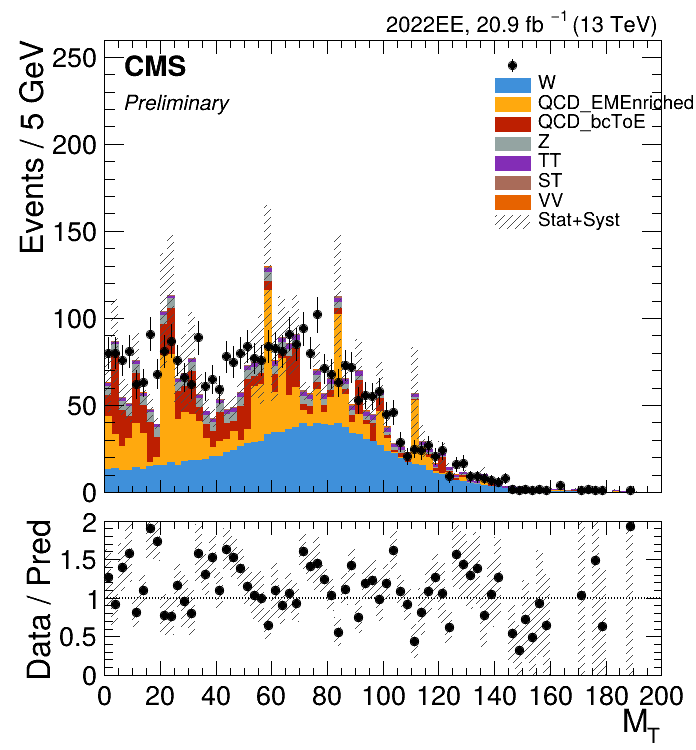 2022EE, 20.9 fb ⁻¹ (13 TeV)
Events / 5 GeV
250
200
150
100
50
0
CMS
Preliminary
W
QCD_EMEnriched
QCD_bcToE
Z
TT
ST
VV
Stat+Syst
Data / Pred
2
1.5
1
0.5
0
0 20 40 60 80 100 120 140 160 180 200
M_T